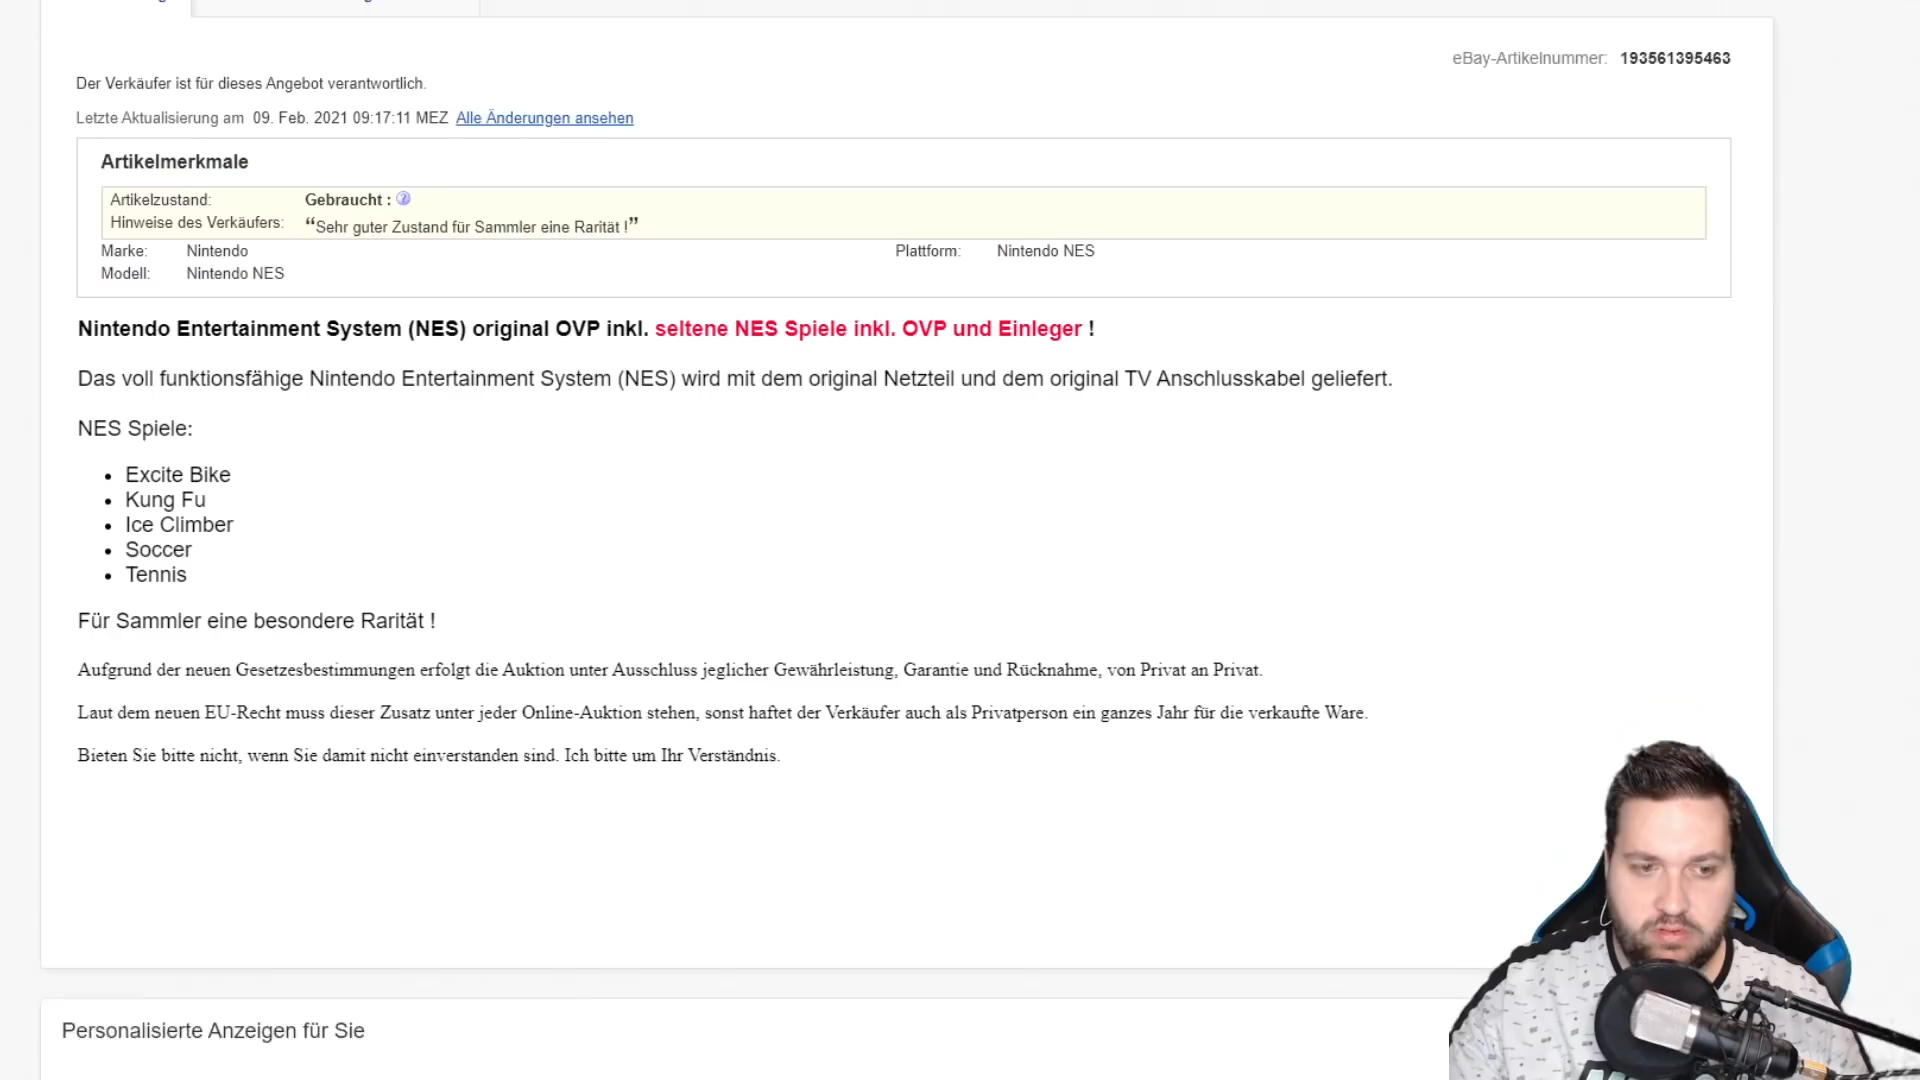 eBay-Artikelnummer: 193561395463
Der Verkäufer ist für dieses Angebot verantwortlich.
Letzte Aktualisierung am 09. Feb. 2021 09:17:11 MEZ Alle Änderungen ansehen
Artikelmerkmale
Artikelzustand: Gebraucht :
Hinweise des Verkäufers: “Sehr guter Zustand für Sammler eine Rarität !”
Marke: Nintendo Plattform: Nintendo NES
Modell: Nintendo NES
Nintendo Entertainment System (NES) original OVP inkl. seltene NES Spiele inkl. OVP und Einleger !
Das voll funktionsfähige Nintendo Entertainment System (NES) wird mit dem original Netzteil und dem original TV Anschlusskabel geliefert.
NES Spiele:
• Excite Bike
• Kung Fu
• Ice Climber
• Soccer
• Tennis
Für Sammler eine besondere Rarität !
Aufgrund der neuen Gesetzesbestimmungen erfolgt die Auktion unter Ausschluss jeglicher Gewährleistung, Garantie und Rücknahme, von Privat an Privat.
Laut dem neuen EU-Recht muss dieser Zusatz unter jeder Online-Auktion stehen, sonst haftet der Verkäufer auch als Privatperson ein ganzes Jahr für die verkaufte Ware.
Bieten Sie bitte nicht, wenn Sie damit nicht einverstanden sind. Ich bitte um Ihr Verständnis.
Personalisierte Anzeigen für Sie